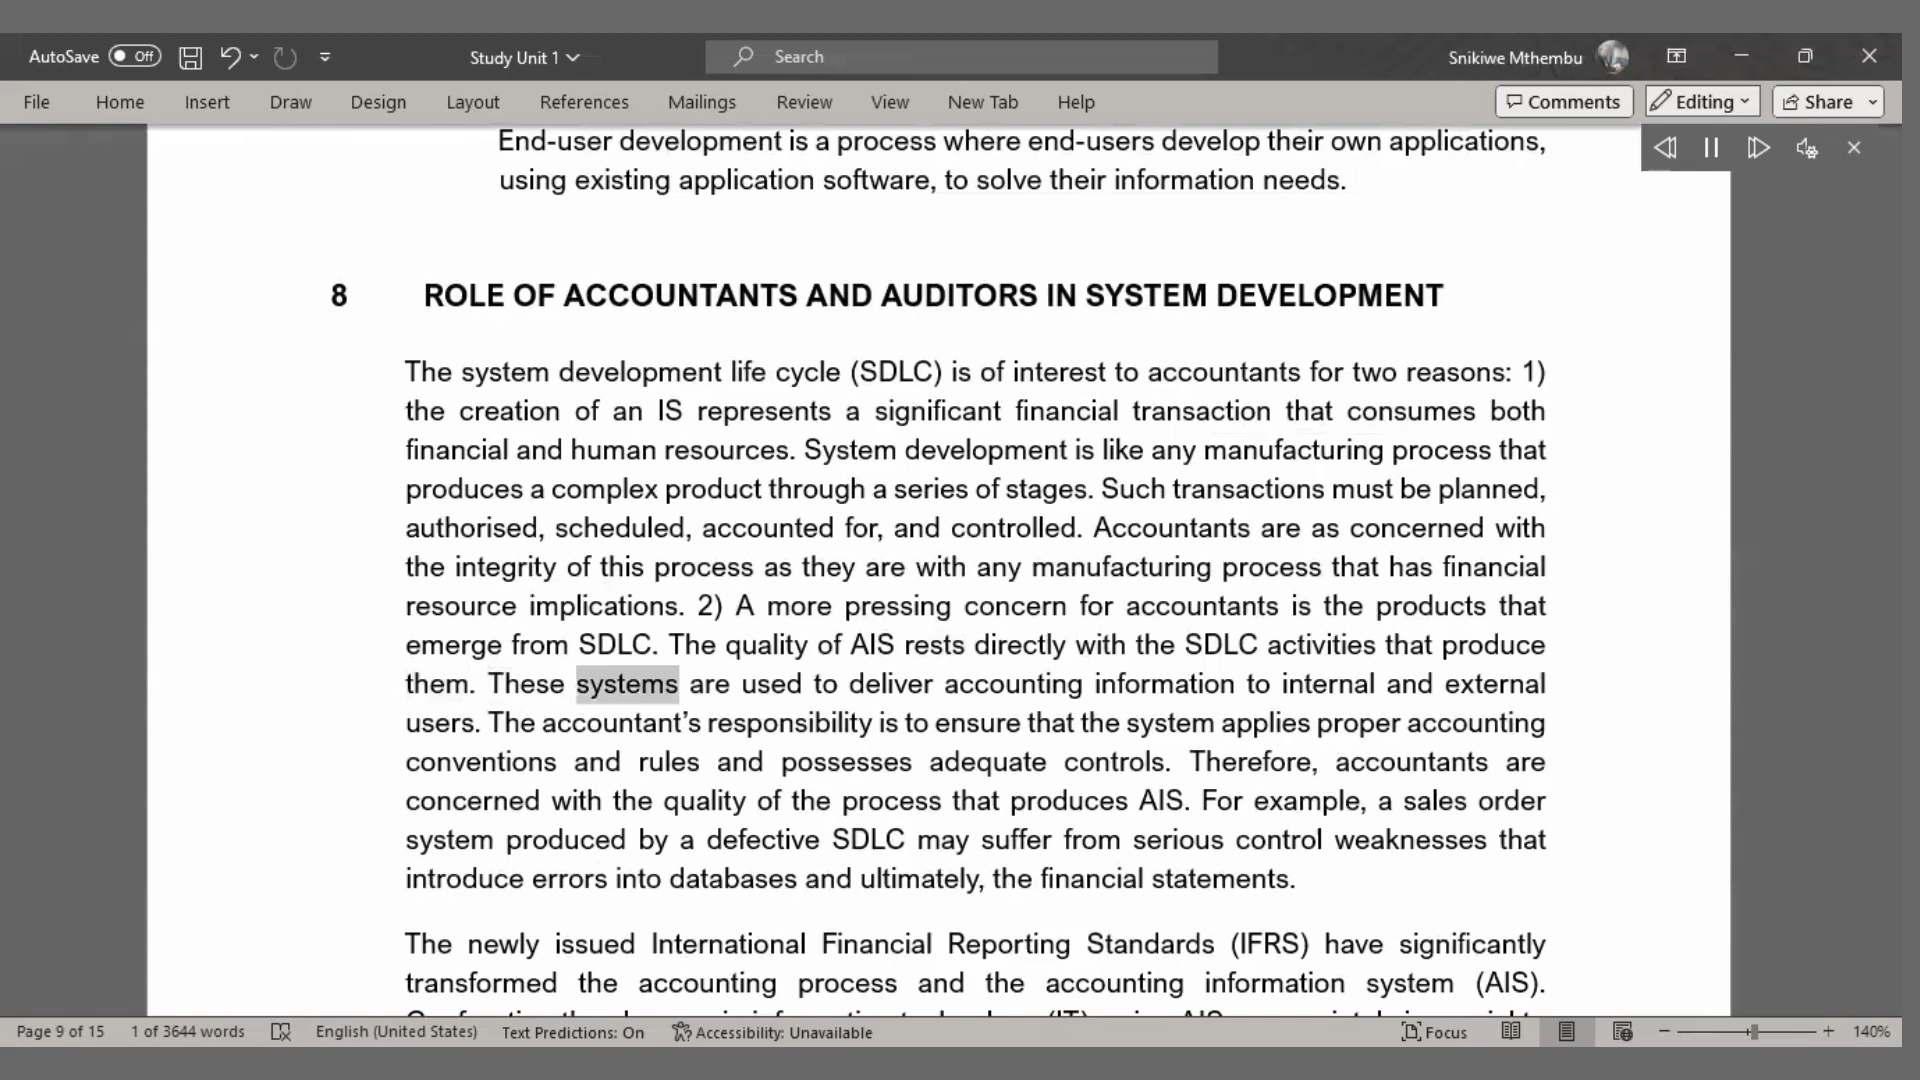 AutoSave Off Study Unit 1 Search Snikiwe Mthembu
File Home Insert Draw Design Layout References Mailings Review View New Tab Help Comments Editing Share
End-user development is a process where end-users develop their own applications,
using existing application software, to solve their information needs.
8 ROLE OF ACCOUNTANTS AND AUDITORS IN SYSTEM DEVELOPMENT
The system development life cycle (SDLC) is of interest to accountants for two reasons: 1)
the creation of an IS represents a significant financial transaction that consumes both
financial and human resources. System development is like any manufacturing process that
produces a complex product through a series of stages. Such transactions must be planned,
authorised, scheduled, accounted for, and controlled. Accountants are as concerned with
the integrity of this process as they are with any manufacturing process that has financial
resource implications. 2) A more pressing concern for accountants is the products that
emerge from SDLC. The quality of AIS rests directly with the SDLC activities that produce
them. These systems are used to deliver accounting information to internal and external
users. The accountant’s responsibility is to ensure that the system applies proper accounting
conventions and rules and possesses adequate controls. Therefore, accountants are
concerned with the quality of the process that produces AIS. For example, a sales order
system produced by a defective SDLC may suffer from serious control weaknesses that
introduce errors into databases and ultimately, the financial statements.
The newly issued International Financial Reporting Standards (IFRS) have significantly
transformed the accounting process and the accounting information system (AIS).
Page 9 of 15 1 of 3644 words English (United States) Text Predictions: On Accessibility: Unavailable Focus 140%